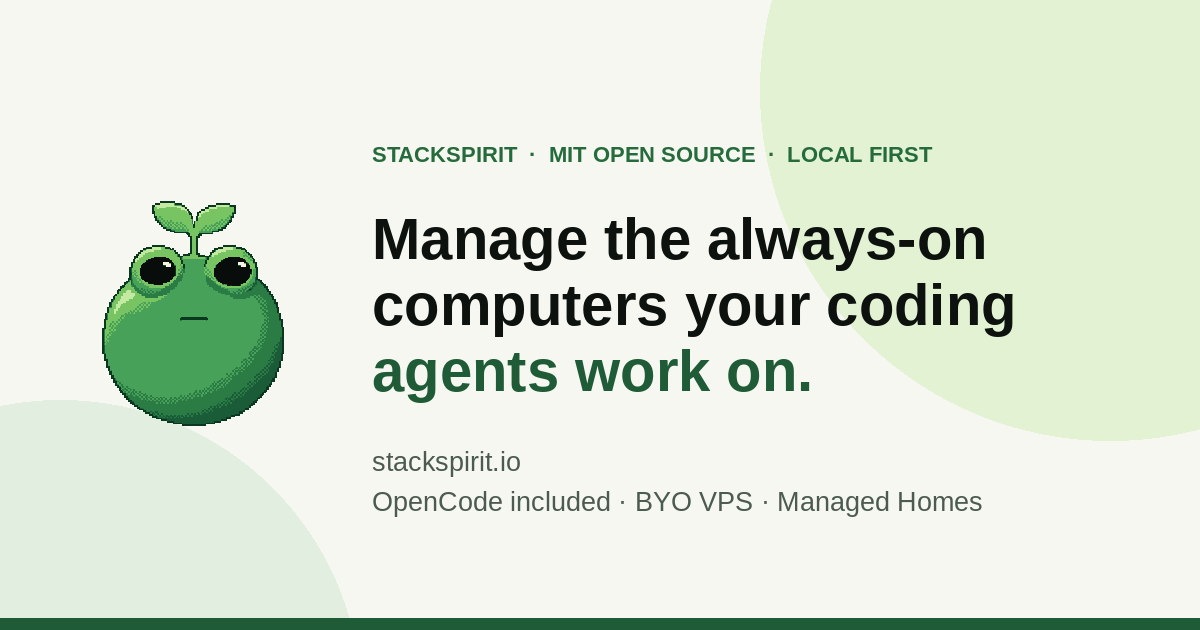 STACKSPIRIT · MIT OPEN SOURCE · LOCAL FIRST
Manage the always-on
computers your coding
agents work on.
stackspirit.io
OpenCode included · BYO VPS · Managed Homes